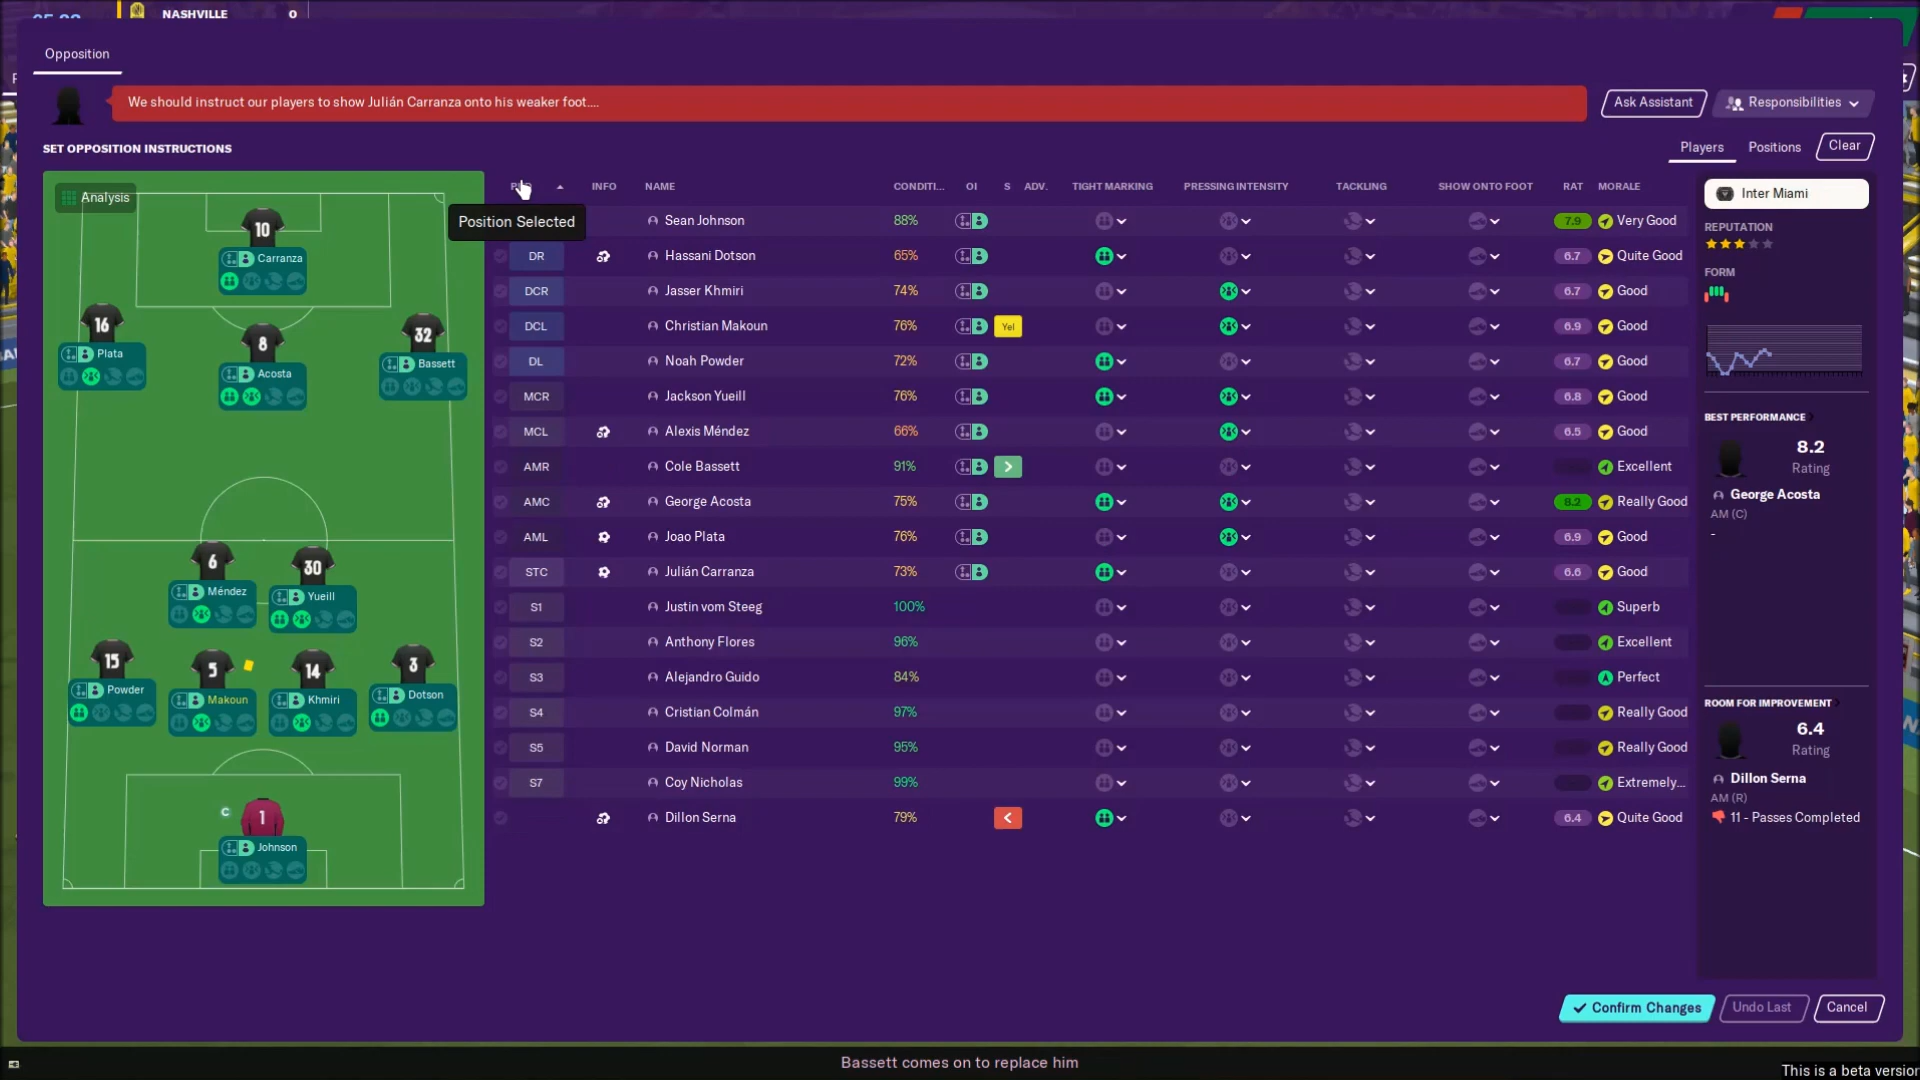 NASHVILLE 0
Opposition
We should instruct our players to show Julián Carranza onto his weaker foot....
Ask Assistant
Responsibilities
SET OPPOSITION INSTRUCTIONS
Players Positions Clear
Analysis
10
Carranza
16
Plata
8
Acosta
32
Bassett
6
Méndez
30
Yueill
15
Powder
5
Makoun
14
Khmiri
3
Dotson
C
1
Johnson
INFO NAME CONDITI... OI S ADV. TIGHT MARKING PRESSING INTENSITY TACKLING SHOW ONTO FOOT RAT MORALE
Position Selected
Sean Johnson 88% 7.9 Very Good
DR Hassani Dotson 65% 6.7 Quite Good
DCR Jasser Khmiri 74% 6.7 Good
DCL Christian Makoun 76% Yel 6.9 Good
DL Noah Powder 72% 6.7 Good
MCR Jackson Yueill 76% 6.8 Good
MCL Alexis Méndez 66% 6.5 Good
AMR Cole Bassett 91% Excellent
AMC George Acosta 75% 8.2 Really Good
AML Joao Plata 76% 6.9 Good
STC Julián Carranza 73% 6.6 Good
S1 Justin vom Steeg 100% Superb
S2 Anthony Flores 96% Excellent
S3 Alejandro Guido 84% Perfect
S4 Cristian Colmán 97% Really Good
S5 David Norman 95% Really Good
S7 Coy Nicholas 99% Extremely...
Dillon Serna 79% 6.4 Quite Good
Inter Miami
REPUTATION
FORM
BEST PERFORMANCE
8.2
Rating
George Acosta
AM (C)
-
ROOM FOR IMPROVEMENT
6.4
Rating
Dillon Serna
AM (R)
11 - Passes Completed
Confirm Changes Undo Last Cancel
Bassett comes on to replace him
This is a beta version